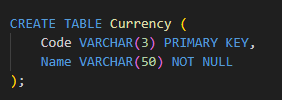 CREATE TABLE Currency (
    Code VARCHAR(3) PRIMARY KEY,
    Name VARCHAR(50) NOT NULL
);